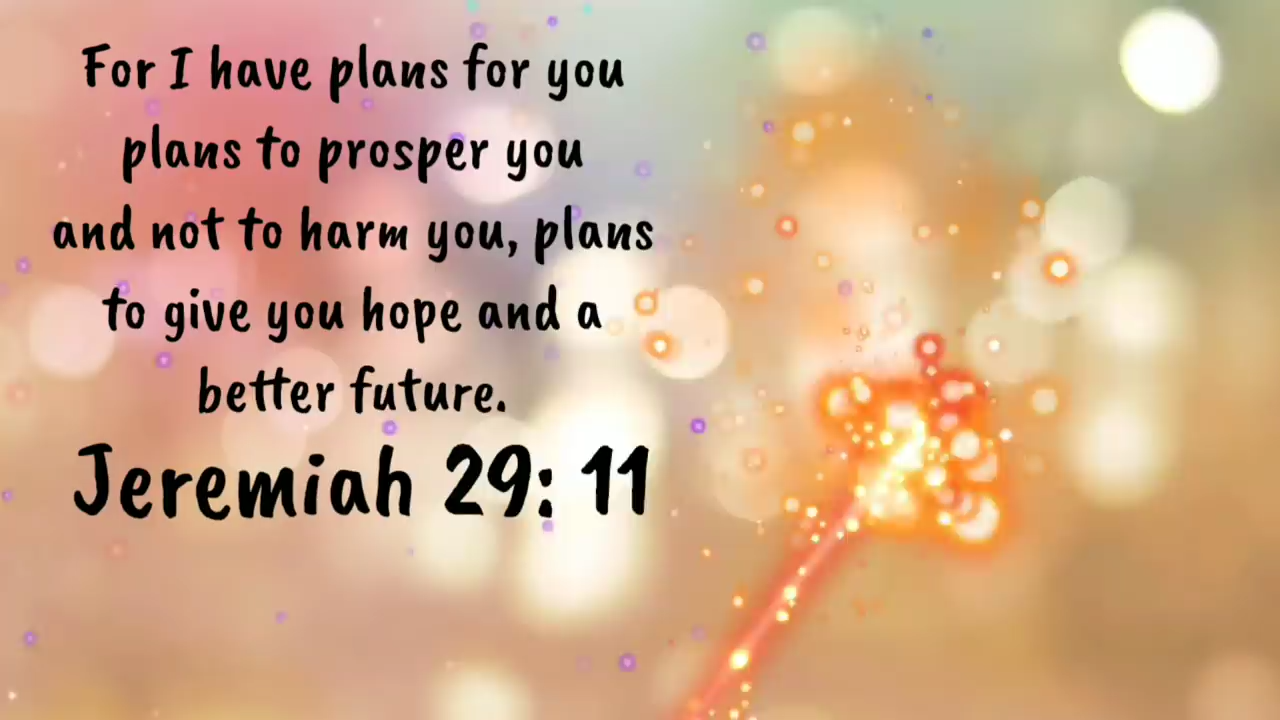 For I have plans for you
plans to prosper you
and not to harm you, plans
to give you hope and a
better future.
Jeremiah 29: 11